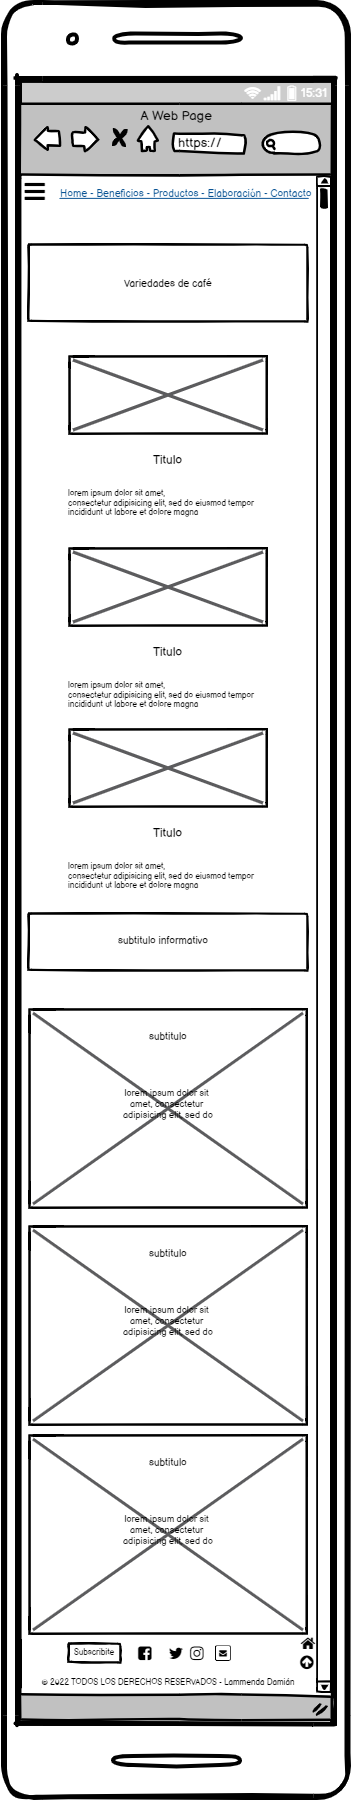 15:31
A Web Page
https://
Home - Beneficios - Productos - Elaboración - Contacto
Variedades de café
Titulo
lorem ipsum dolor sit amet,
consectetur adipisicing elit, sed do eiusmod tempor
incididunt ut labore et dolore magna
Titulo
lorem ipsum dolor sit amet,
consectetur adipisicing elit, sed do eiusmod tempor
incididunt ut labore et dolore magna
Titulo
lorem ipsum dolor sit amet,
consectetur adipisicing elit, sed do eiusmod tempor
incididunt ut labore et dolore magna
subtitulo informativo
subtitulo
lorem ipsum dolor sit
amet, consectetur
adipisicing elit, sed do
subtitulo
lorem ipsum dolor sit
amet, consectetur
adipisicing elit, sed do
subtitulo
lorem ipsum dolor sit
amet, consectetur
adipisicing elit, sed do
Subscribite
© 2022 TODOS LOS DERECHOS RESERVADOS - Lammenda Damián